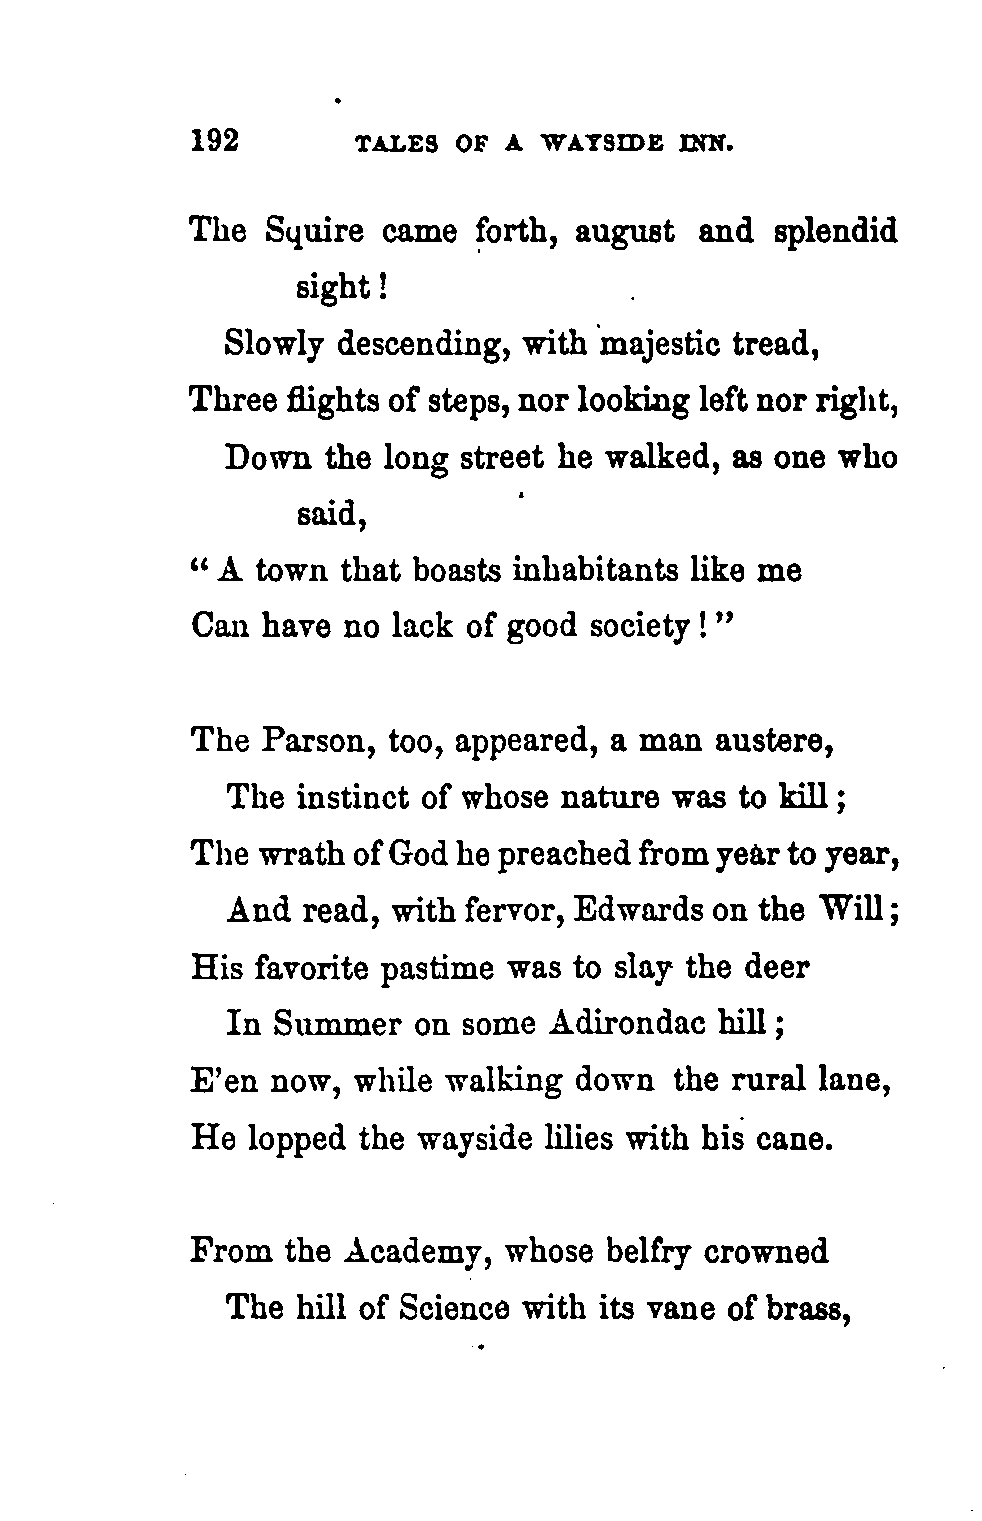 192 TALES OF A WAYSIDE INN.
The Squire came forth, august and splendid
sight!
Slowly descending, with majestic tread,
Three flights of steps, nor looking left nor right,
Down the long street he walked, as one who
said,
"A town that boasts inhabitants like me
Can have no lack of good society!"
The Parson, too, appeared, a man austere,
The instinct of whose nature was to kill;
The wrath of God he preached from year to year,
And read, with fervor, Edwards on the Will;
His favorite pastime was to slay the deer
In Summer on some Adirondac hill;
E'en now, while walking down the rural lane,
He lopped the wayside lilies with his cane.
From the Academy, whose belfry crowned
The hill of Science with its vane of brass,